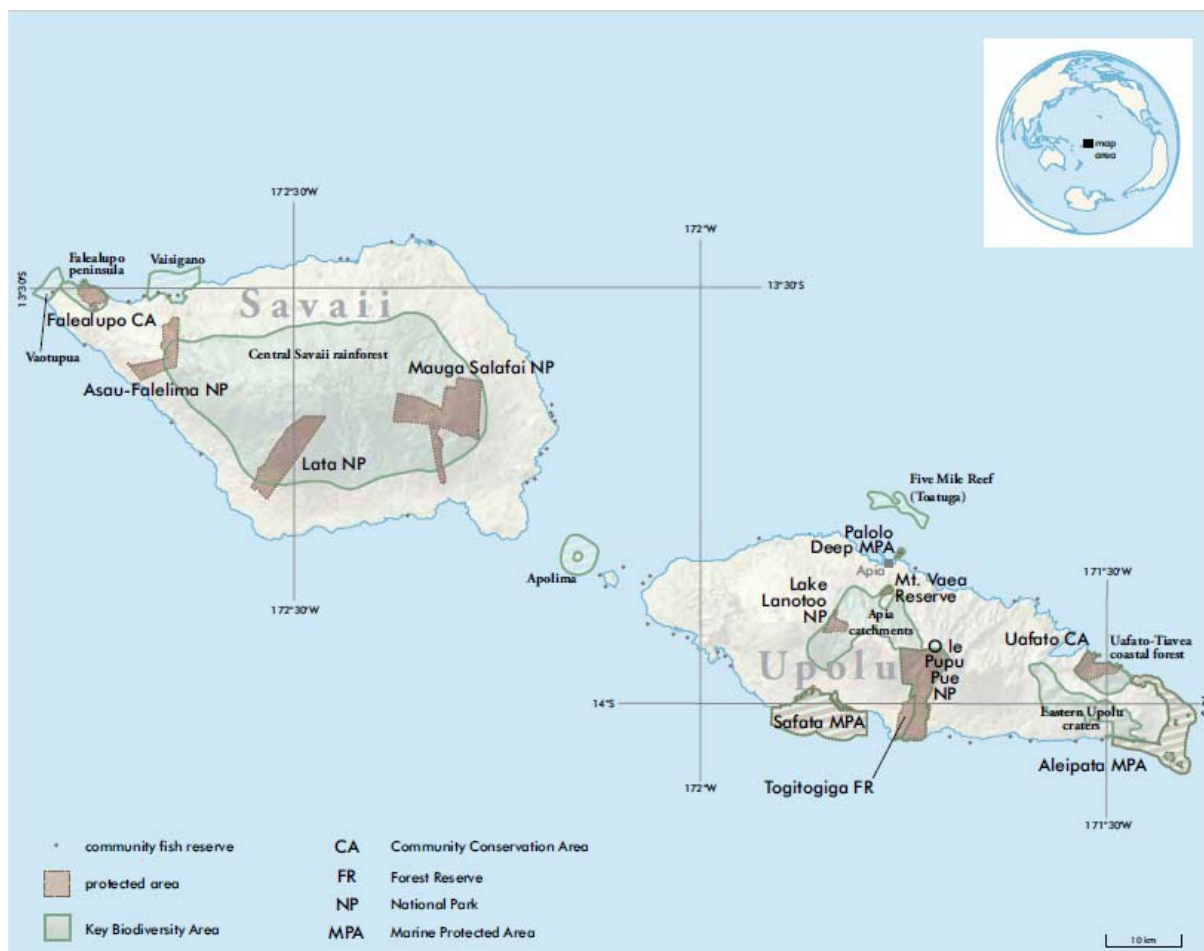 map
area
172°30'W
172°W
Falealupo
peninsula
Vaisigano
13°30'S
13°30'S
Savaii
Falealupo CA
Vaotupua
Central Savaii rainforest
Mauga Salafai NP
Asau-Falelima NP
Lata NP
Five Mile Reef
(Toatuga)
Palolo
Deep MPA
Apia
Apolima
171°30'W
172°30'W
Lake
Lanotoo
NP
Mt. Vaea
Reserve
Apia
catchments
Uafato CA
Uafato-Tiavea
coastal forest
O le
Pupu
Pue
NP
Upolu
14°S
Safata MPA
Eastern Upolu
craters
Aleipata MPA
Togitogiga FR
172°W
171°30'W
community fish reserve
protected area
Key Biodiversity Area
CA Community Conservation Area
FR Forest Reserve
NP National Park
MPA Marine Protected Area
10 km